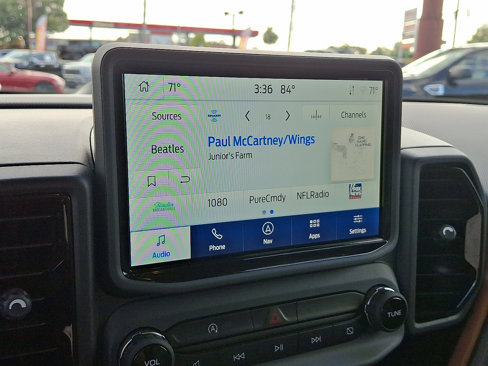 71° 3:36 84° 71°
Sources 18 Channels
Paul McCartney/Wings
Junior's Farm
Beatles
1080 PureCmdy NFLRadio
Audio Phone Nav Apps Settings
VOL TUNE